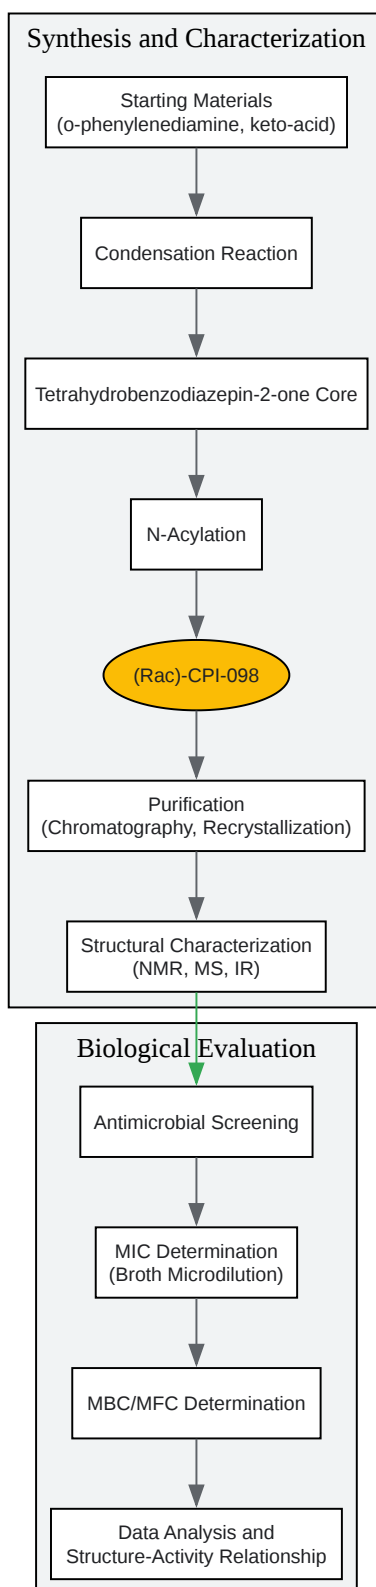 Synthesis and Characterization
Starting Materials
(o-phenylenediamine, keto-acid)
Condensation Reaction
Tetrahydrobenzodiazepin-2-one Core
N-Acylation
(Rac)-CPI-098
Purification
(Chromatography, Recrystallization)
Structural Characterization
(NMR, MS, IR)
Biological Evaluation
Antimicrobial Screening
MIC Determination
(Broth Microdilution)
MBC/MFC Determination
Data Analysis and
Structure-Activity Relationship